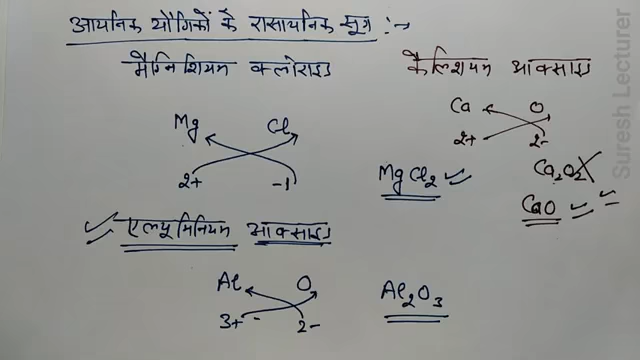 आयनिक यौगिकों के रासायनिक सूत्र :-
मैग्निशियम क्लोराइड
Mg Cl
2+ -1
MgCl₂
कैल्शियम आक्साइड
Ca O
2+ 2-
Ca₂O₂
CaO
एल्युमिनियम आक्साइड
Al O
3+ 2-
Al₂O₃
Suresh Lecturer